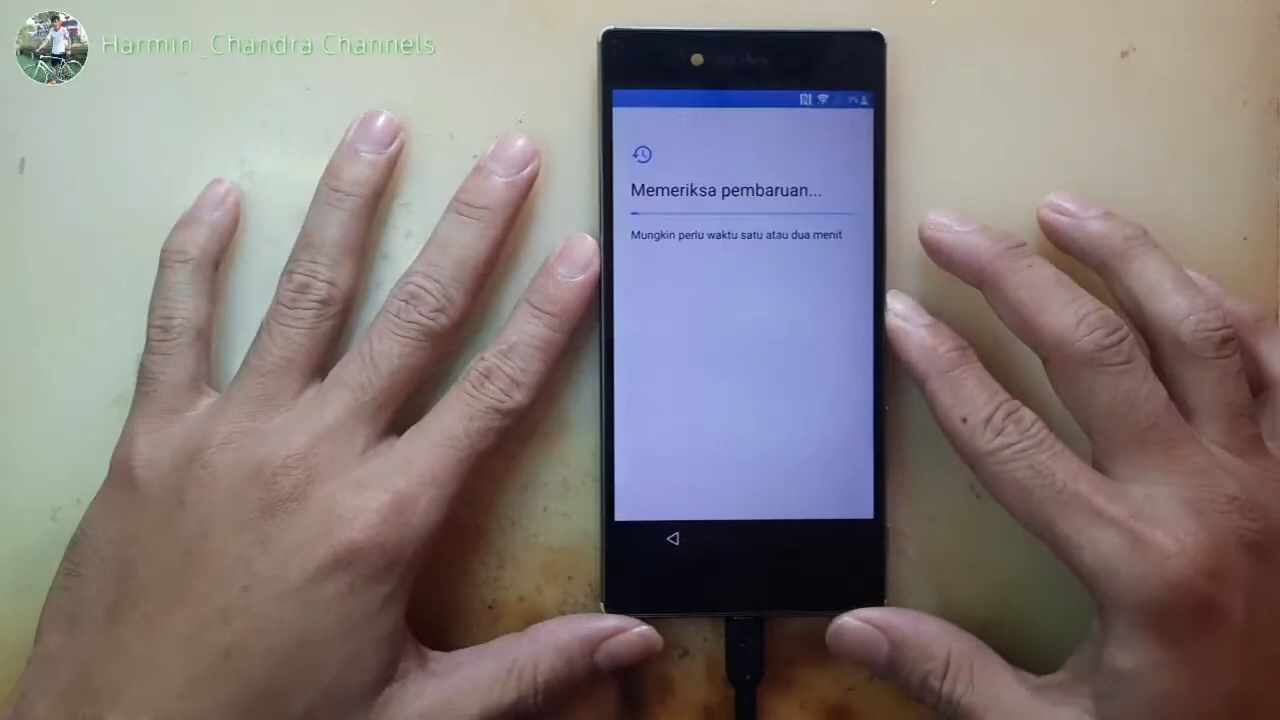 Harmin_Chandra Channels
Memeriksa pembaruan...
Mungkin perlu waktu satu atau dua menit